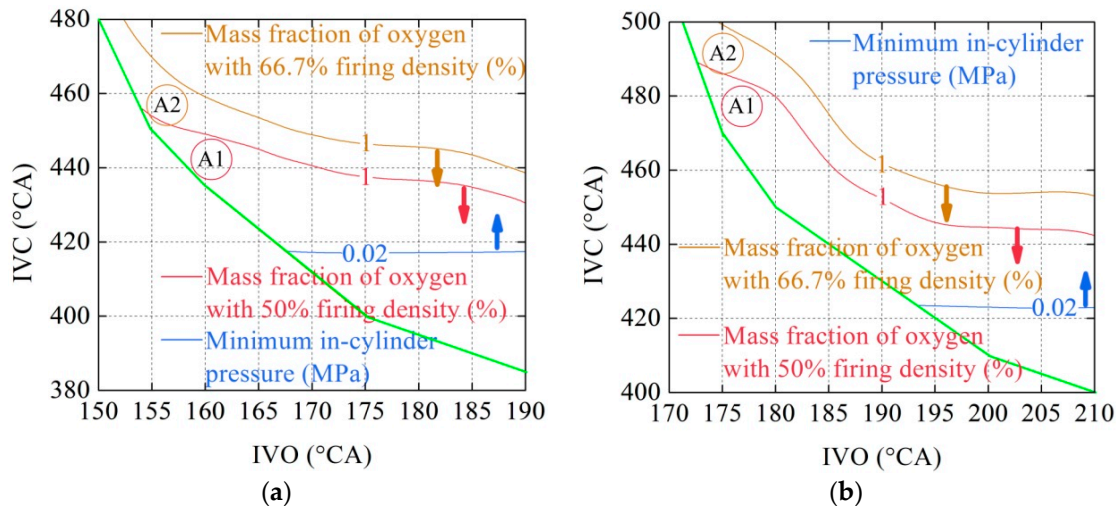 480
460
440
420
400
380
IVC (°CA)
Mass fraction of oxygen
with 66.7% firing density (%)
A2
A1
1
1
0.02
Mass fraction of oxygen
with 50% firing density (%)
Minimum in-cylinder
pressure (MPa)
150 155 160 165 170 175 180 185 190
IVO (°CA)
(a)
500
480
460
440
420
400
IVC (°CA)
A2
A1
Minimum in-cylinder
pressure (MPa)
1
1
Mass fraction of oxygen
with 66.7% firing density (%)
0.02
Mass fraction of oxygen
with 50% firing density (%)
170 175 180 185 190 195 200 205 210
IVO (°CA)
(b)